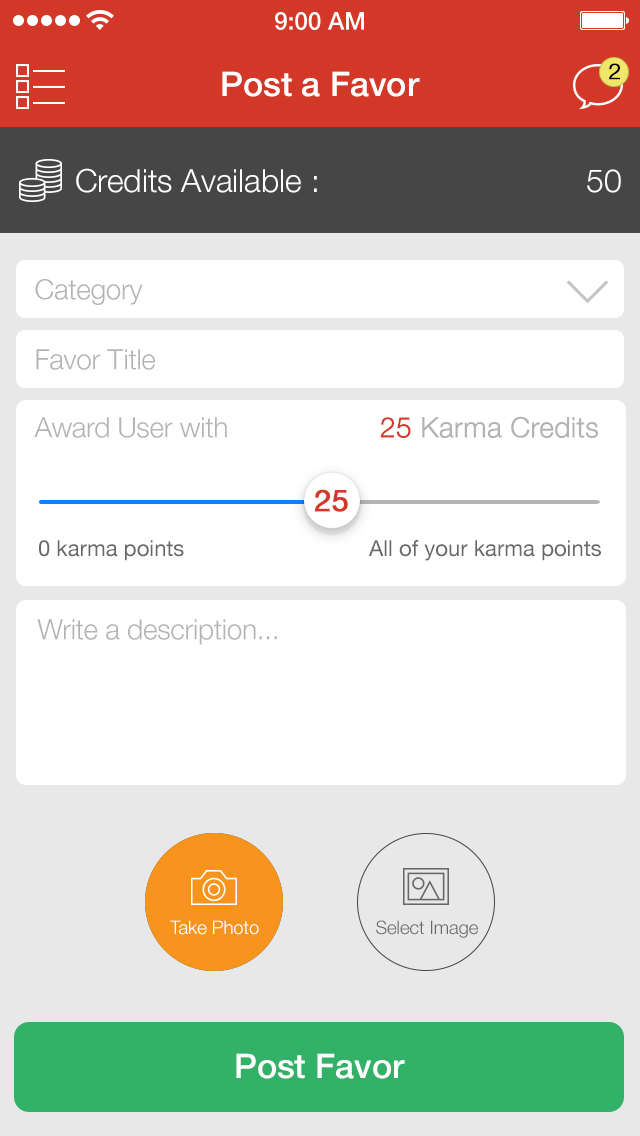 9:00 AM
Post a Favor
2
Credits Available : 50
Category
Favor Title
Award User with 25 Karma Credits
25
0 karma points All of your karma points
Write a description...
Take Photo Select Image
Post Favor